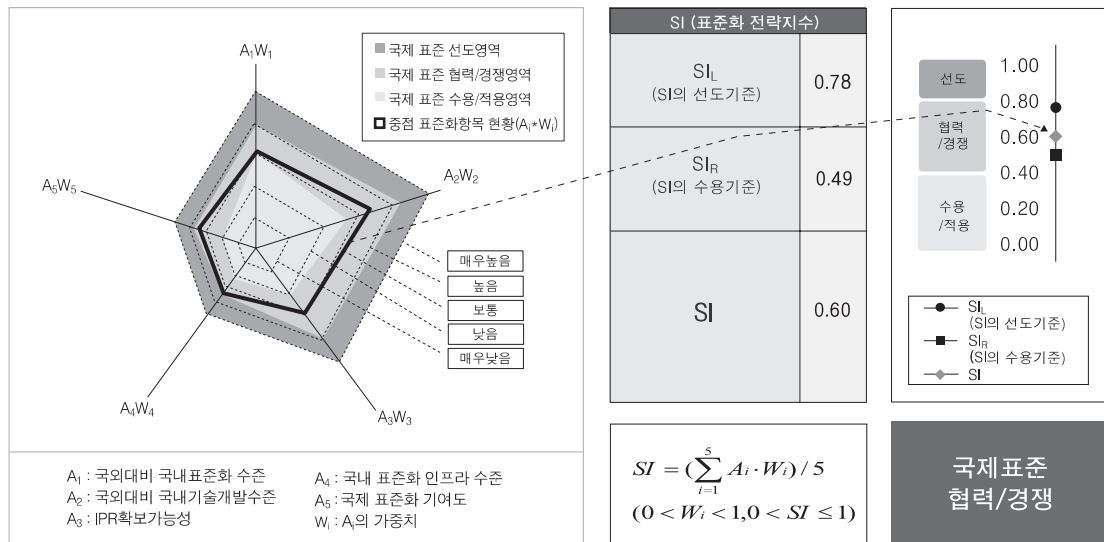 A₁W₁
국제 표준 선도영역
국제 표준 협력/경쟁영역
국제 표준 수용/적용영역
중점 표준화항목 현황(Aᵢ*Wᵢ)
A₂W₂
A₅W₅
매우높음
높음
보통
낮음
매우낮음
A₄W₄
A₃W₃
A₁ : 국외대비 국내표준화 수준
A₂ : 국외대비 국내기술개발수준
A₃ : IPR확보가능성
A₄ : 국내 표준화 인프라 수준
A₅ : 국제 표준화 기여도
Wᵢ : Aᵢ의 가중치
SI (표준화 전략지수)
SI_L
(SI의 선도기준)
0.78
SI_R
(SI의 수용기준)
0.49
SI
0.60
SI = (∑_{i=1}^{5} Aᵢ · Wᵢ) / 5
(0 < Wᵢ < 1, 0 < SI ≤ 1)
선도
협력
/경쟁
수용
/적용
1.00
0.80
0.60
0.40
0.20
0.00
SI_L
(SI의 선도기준)
SI_R
(SI의 수용기준)
SI
국제표준
협력/경쟁